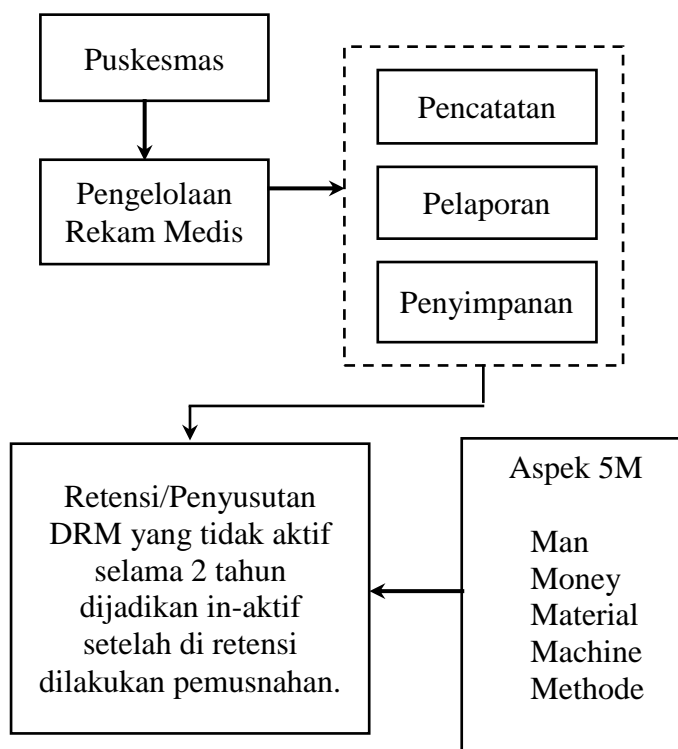 Puskesmas
Pengelolaan
Rekam Medis
Pencatatan
Pelaporan
Penyimpanan
Retensi/Penyusutan
DRM yang tidak aktif
selama 2 tahun
dijadikan in-aktif
setelah di retensi
dilakukan pemusnahan.
Aspek 5M
Man
Money
Material
Machine
Methode